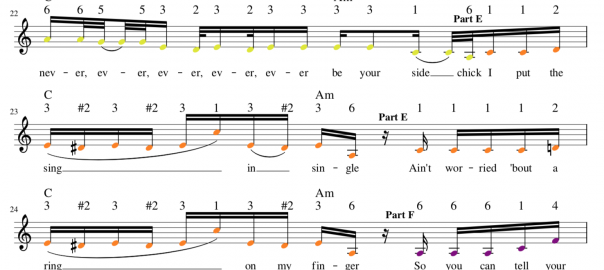 Am
6 6 5 5 3 2 3 2 3 3 3 1 6 1 1 2
Part E
22
nev - er, ev - er, ev - er, ev - er, ev - er be your side chick I put the
23
C Am
3 #2 3 #2 3 1 3 #2 3 6 Part E 1 1 1 1 2
sing in sin - gle Ain't wor - ried 'bout a
C Am
3 #2 3 #2 3 1 3 #2 3 6 Part F 6 6 6 1 4
24
ring on my fin - ger So you can tell your